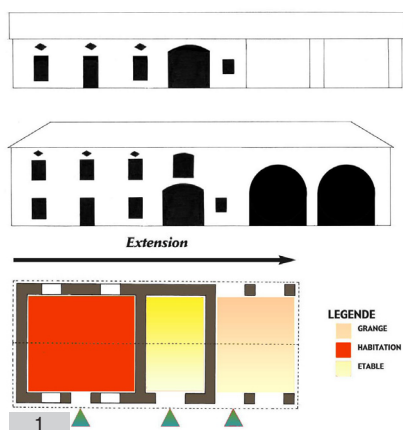 Extension
LEGENDE
GRANGE
HABITATION
ETABLE
1